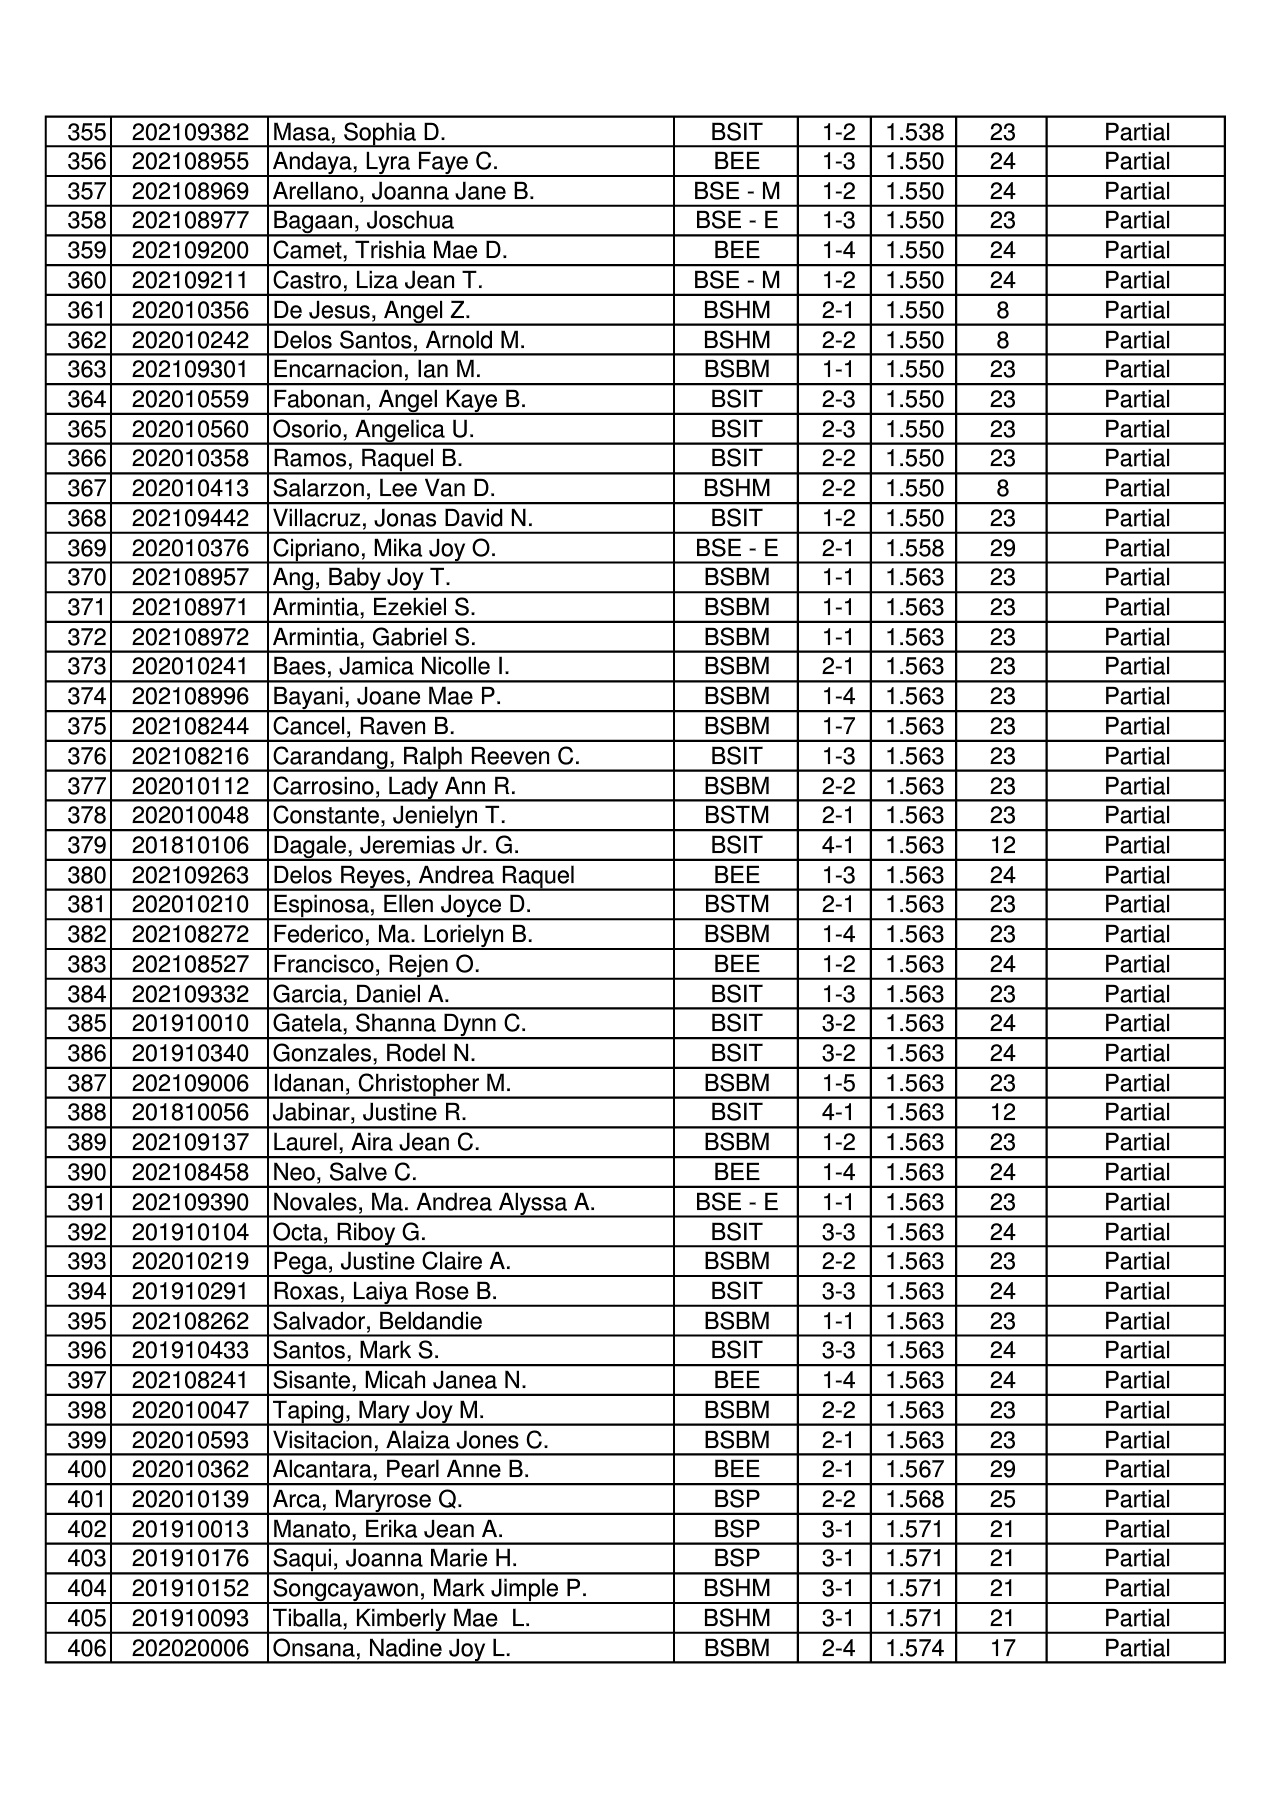 355 202109382 Masa, Sophia D. BSIT 1-2 1.538 23 Partial
356 202108955 Andaya, Lyra Faye C. BEE 1-3 1.550 24 Partial
357 202108969 Arellano, Joanna Jane B. BSE - M 1-2 1.550 24 Partial
358 202108977 Bagaan, Joschua BSE - E 1-3 1.550 23 Partial
359 202109200 Camet, Trishia Mae D. BEE 1-4 1.550 24 Partial
360 202109211 Castro, Liza Jean T. BSE - M 1-2 1.550 24 Partial
361 202010356 De Jesus, Angel Z. BSHM 2-1 1.550 8 Partial
362 202010242 Delos Santos, Arnold M. BSHM 2-2 1.550 8 Partial
363 202109301 Encarnacion, Ian M. BSBM 1-1 1.550 23 Partial
364 202010559 Fabonan, Angel Kaye B. BSIT 2-3 1.550 23 Partial
365 202010560 Osorio, Angelica U. BSIT 2-3 1.550 23 Partial
366 202010358 Ramos, Raquel B. BSIT 2-2 1.550 23 Partial
367 202010413 Salarzon, Lee Van D. BSHM 2-2 1.550 8 Partial
368 202109442 Villacruz, Jonas David N. BSIT 1-2 1.550 23 Partial
369 202010376 Cipriano, Mika Joy O. BSE - E 2-1 1.558 29 Partial
370 202108957 Ang, Baby Joy T. BSBM 1-1 1.563 23 Partial
371 202108971 Armintia, Ezekiel S. BSBM 1-1 1.563 23 Partial
372 202108972 Armintia, Gabriel S. BSBM 1-1 1.563 23 Partial
373 202010241 Baes, Jamica Nicolle I. BSBM 2-1 1.563 23 Partial
374 202108996 Bayani, Joane Mae P. BSBM 1-4 1.563 23 Partial
375 202108244 Cancel, Raven B. BSBM 1-7 1.563 23 Partial
376 202108216 Carandang, Ralph Reeven C. BSIT 1-3 1.563 23 Partial
377 202010112 Carrosino, Lady Ann R. BSBM 2-2 1.563 23 Partial
378 202010048 Constante, Jenielyn T. BSTM 2-1 1.563 23 Partial
379 201810106 Dagale, Jeremias Jr. G. BSIT 4-1 1.563 12 Partial
380 202109263 Delos Reyes, Andrea Raquel BEE 1-3 1.563 24 Partial
381 202010210 Espinosa, Ellen Joyce D. BSTM 2-1 1.563 23 Partial
382 202108272 Federico, Ma. Lorielyn B. BSBM 1-4 1.563 23 Partial
383 202108527 Francisco, Rejen O. BEE 1-2 1.563 24 Partial
384 202109332 Garcia, Daniel A. BSIT 1-3 1.563 23 Partial
385 201910010 Gatela, Shanna Dynn C. BSIT 3-2 1.563 24 Partial
386 201910340 Gonzales, Rodel N. BSIT 3-2 1.563 24 Partial
387 202109006 Idanan, Christopher M. BSBM 1-5 1.563 23 Partial
388 201810056 Jabinar, Justine R. BSIT 4-1 1.563 12 Partial
389 202109137 Laurel, Aira Jean C. BSBM 1-2 1.563 23 Partial
390 202108458 Neo, Salve C. BEE 1-4 1.563 24 Partial
391 202109390 Novales, Ma. Andrea Alyssa A. BSE - E 1-1 1.563 23 Partial
392 201910104 Octa, Riboy G. BSIT 3-3 1.563 24 Partial
393 202010219 Pega, Justine Claire A. BSBM 2-2 1.563 23 Partial
394 201910291 Roxas, Laiya Rose B. BSIT 3-3 1.563 24 Partial
395 202108262 Salvador, Beldandie BSBM 1-1 1.563 23 Partial
396 201910433 Santos, Mark S. BSIT 3-3 1.563 24 Partial
397 202108241 Sisante, Micah Janea N. BEE 1-4 1.563 24 Partial
398 202010047 Taping, Mary Joy M. BSBM 2-2 1.563 23 Partial
399 202010593 Visitacion, Alaiza Jones C. BSBM 2-1 1.563 23 Partial
400 202010362 Alcantara, Pearl Anne B. BEE 2-1 1.567 29 Partial
401 202010139 Arca, Maryrose Q. BSP 2-2 1.568 25 Partial
402 201910013 Manato, Erika Jean A. BSP 3-1 1.571 21 Partial
403 201910176 Saqui, Joanna Marie H. BSP 3-1 1.571 21 Partial
404 201910152 Songcayawon, Mark Jimple P. BSHM 3-1 1.571 21 Partial
405 201910093 Tiballa, Kimberly Mae  L. BSHM 3-1 1.571 21 Partial
406 202020006 Onsana, Nadine Joy L. BSBM 2-4 1.574 17 Partial